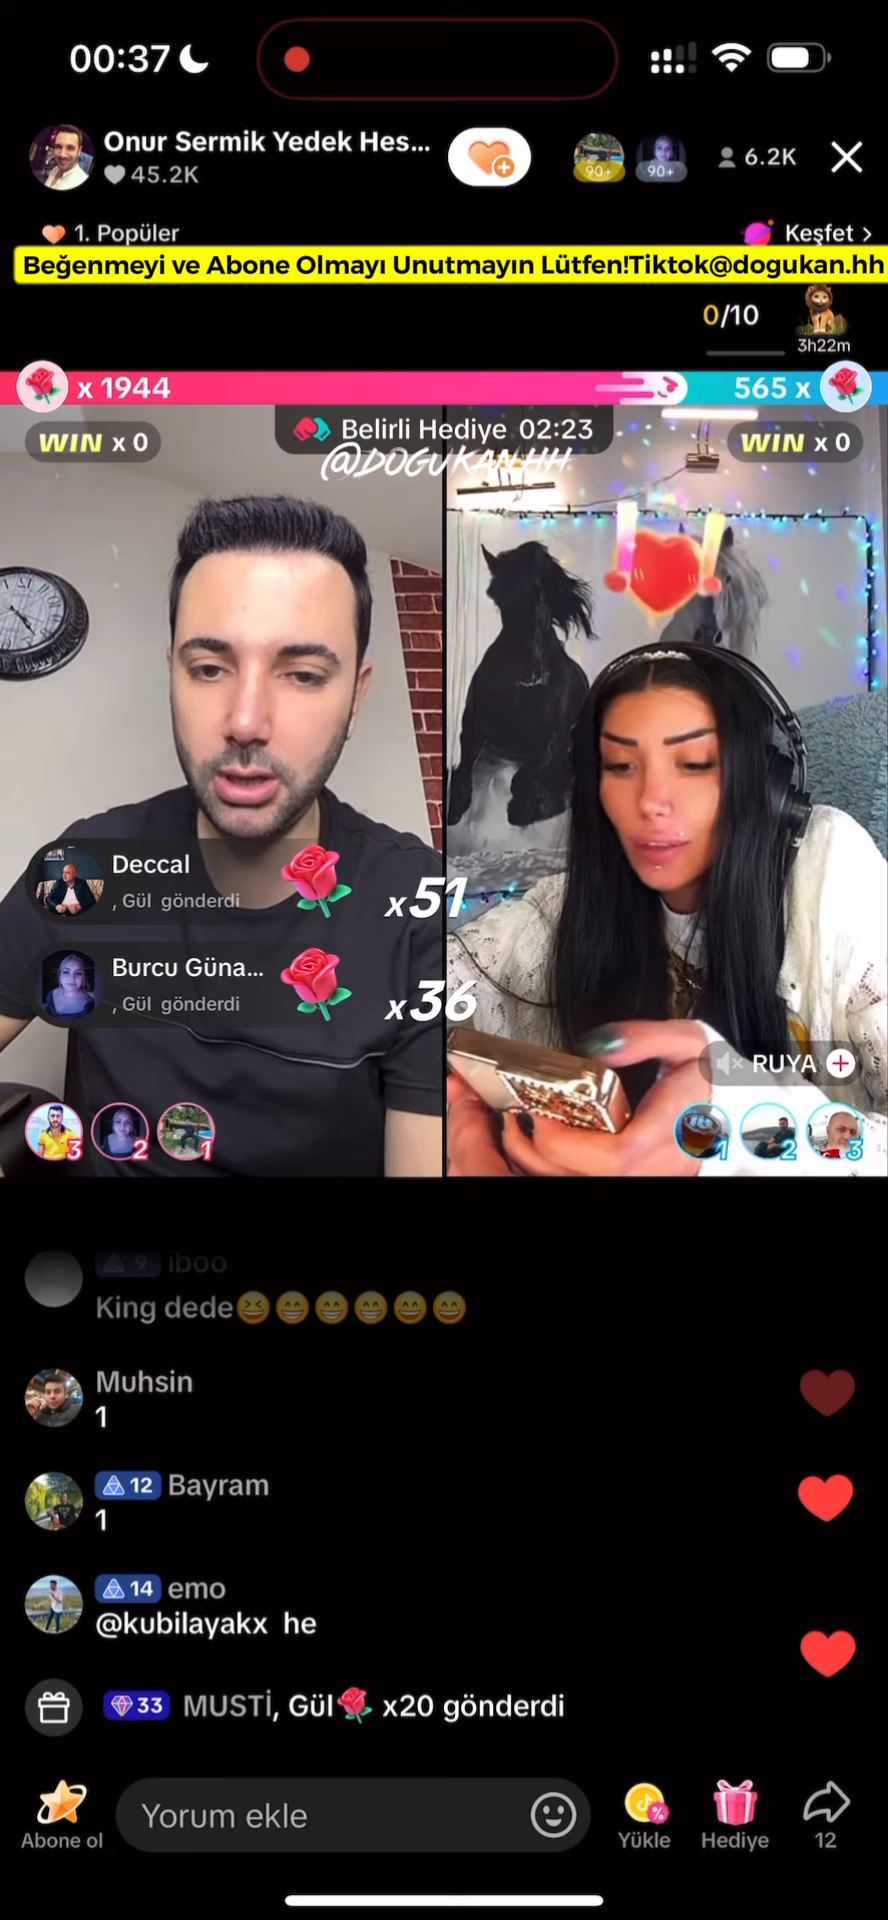 00:37
Onur Sermik Yedek Hes...
45.2K
90+
90+
6.2K
1. Popüler
Keşfet >
Beğenmeyi ve Abone Olmayı Unutmayın Lütfen!Tiktok@dogukan.hh
0/10
3h22m
x 1944
565 x
WIN x 0
Belirli Hediye 02:23
WIN x 0
@DOGUKAN.HH
Deccal
, Gül gönderdi
x51
Burcu Güna...
, Gül gönderdi
x36
RUYA
3
2
1
1
2
3
9 iboo
King dede😆😁😁😁😁😁
Muhsin
1
12 Bayram
1
14 emo
@kubilayakx he
33 MUSTİ, Gül🌹 x20 gönderdi
Abone ol
Yorum ekle
Yükle
Hediye
12